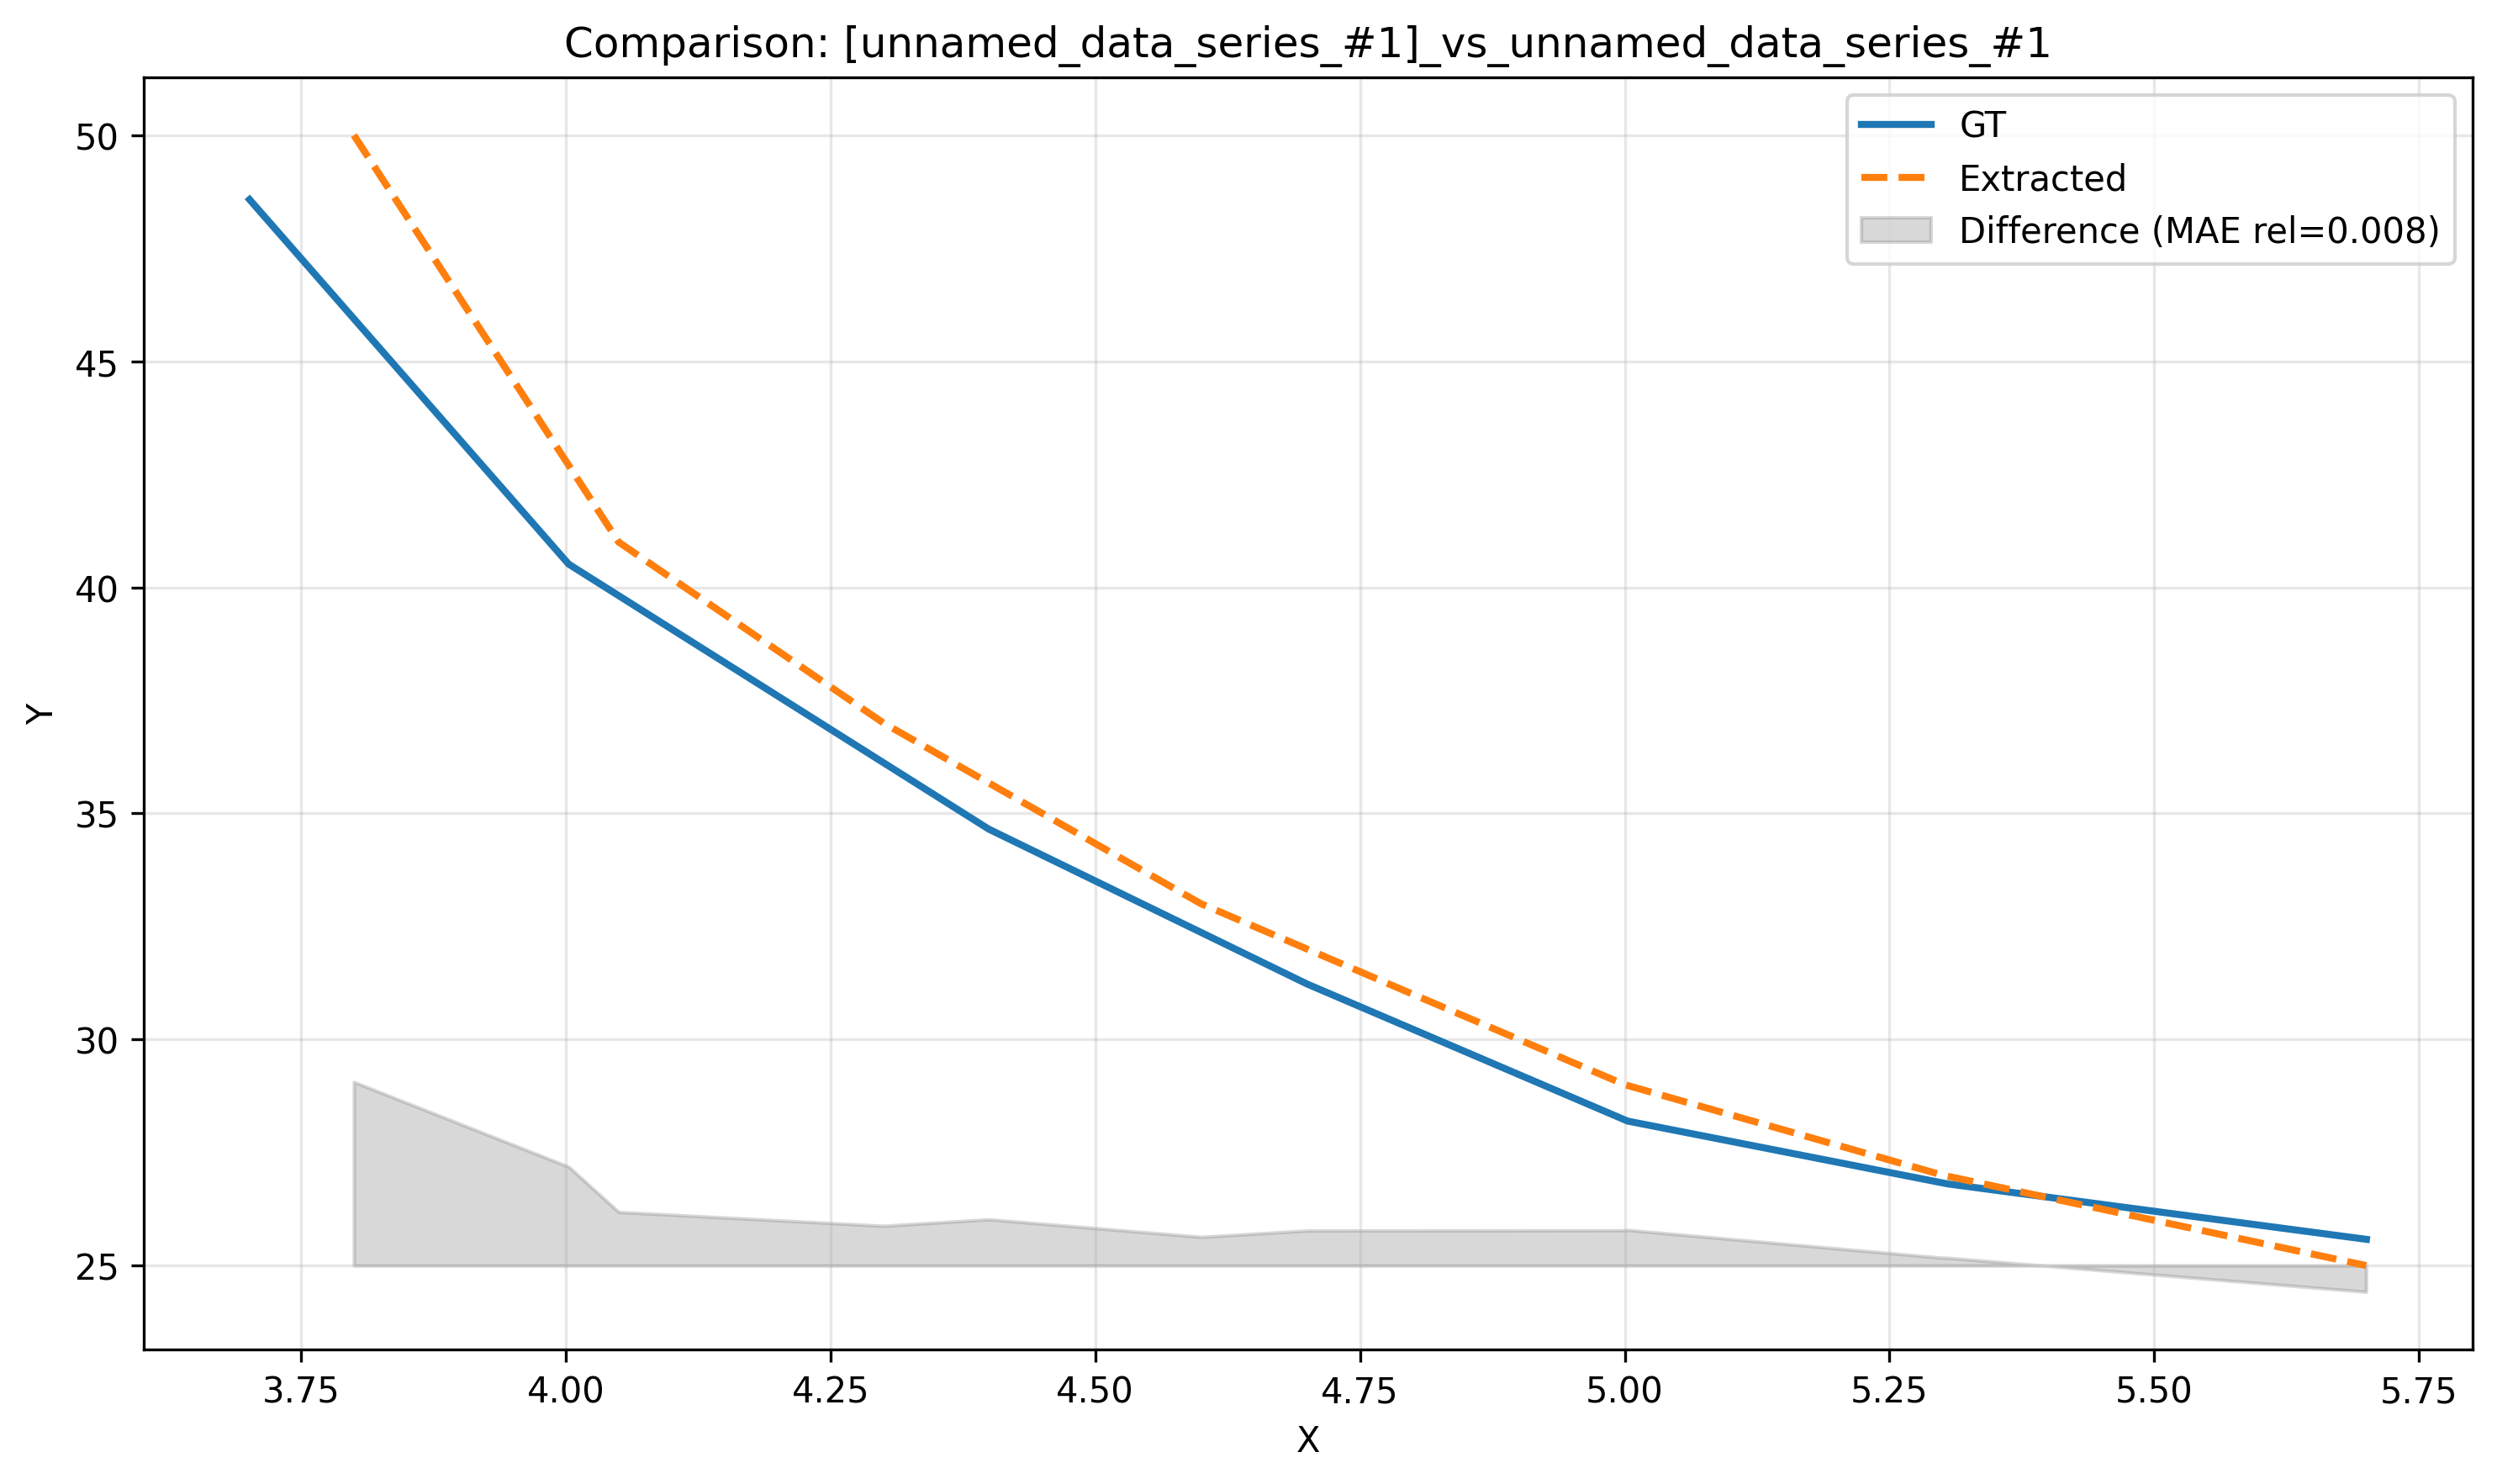 Comparison: [unnamed_data_series_#1]_vs_unnamed_data_series_#1
GT
Extracted
Difference (MAE rel=0.008)
50
45
40
35
30
25
Y
3.75 4.00 4.25 4.50 4.75 5.00 5.25 5.50 5.75
X